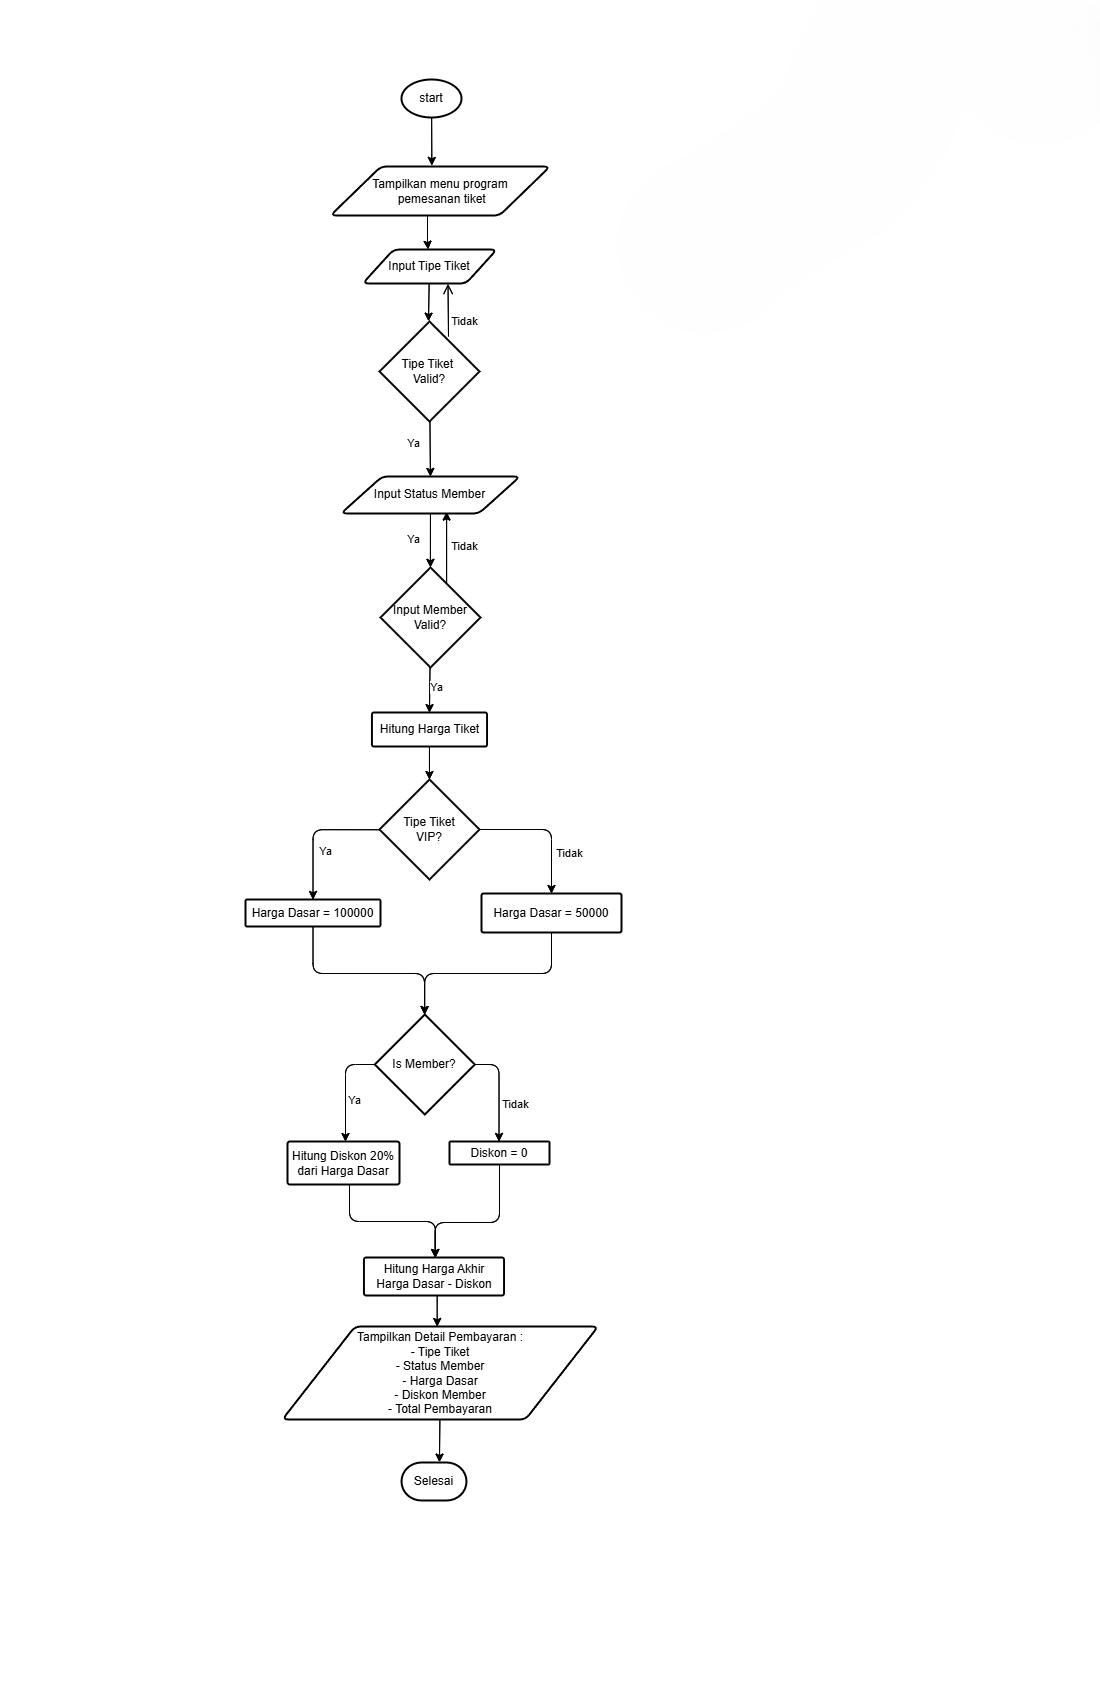 start
Tampilkan menu program
pemesanan tiket
Input Tipe Tiket
Tidak
Tipe Tiket
Valid?
Ya
Input Status Member
Ya
Tidak
Input Member
Valid?
Ya
Hitung Harga Tiket
Tipe Tiket
VIP?
Ya
Tidak
Harga Dasar = 100000
Harga Dasar = 50000
Is Member?
Ya
Tidak
Hitung Diskon 20%
dari Harga Dasar
Diskon = 0
Hitung Harga Akhir
Harga Dasar - Diskon
Tampilkan Detail Pembayaran :
- Tipe Tiket
- Status Member
- Harga Dasar
- Diskon Member
- Total Pembayaran
Selesai